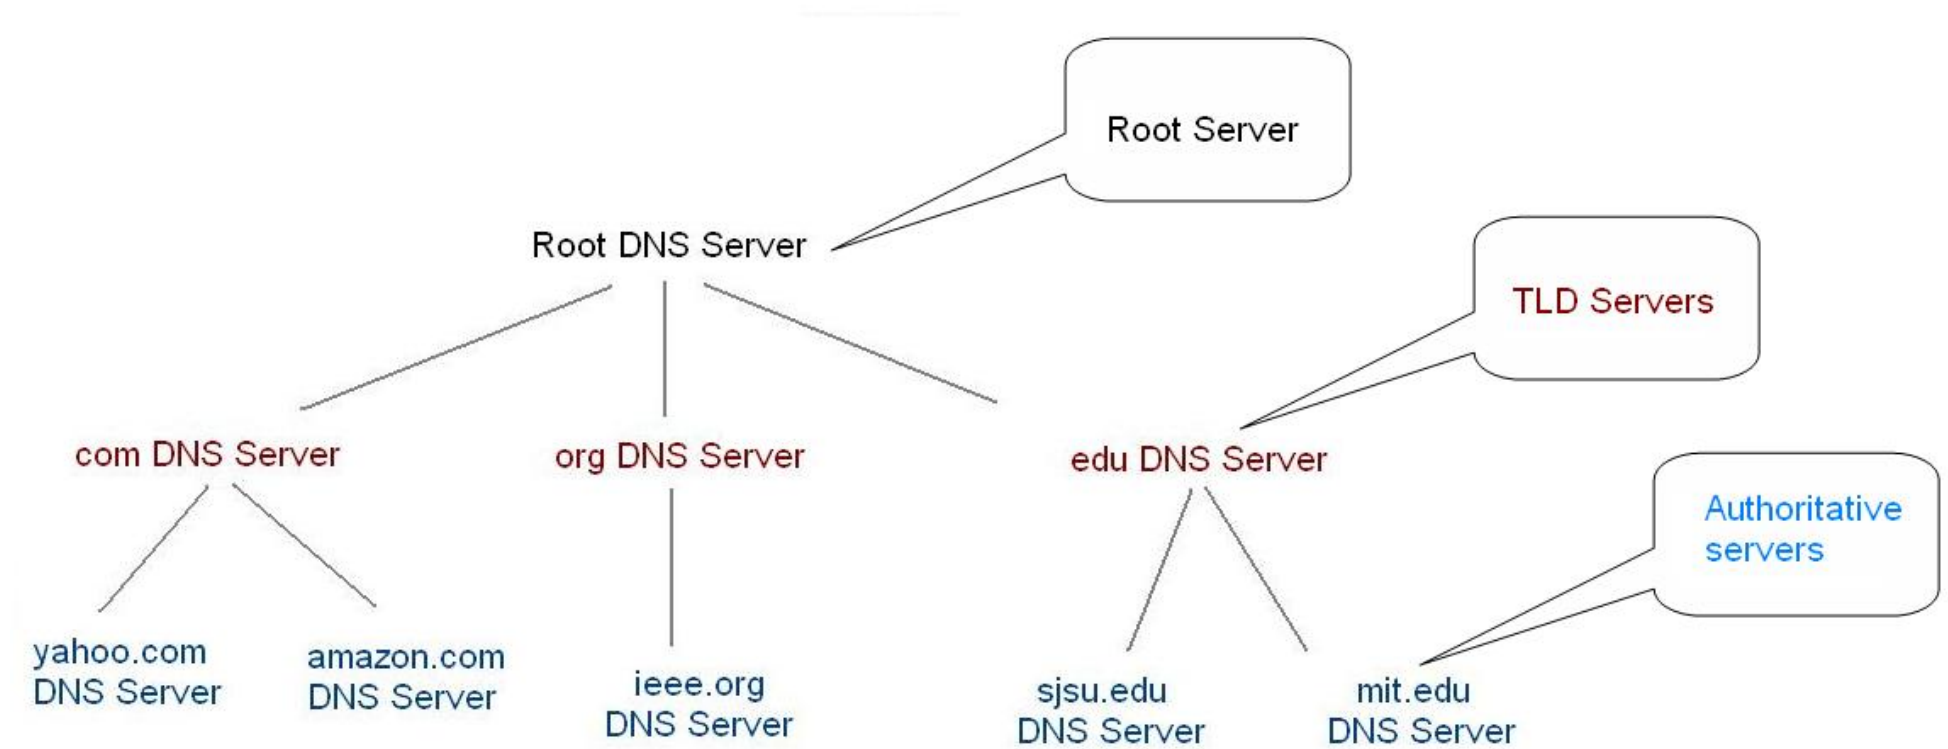 Root Server
Root DNS Server
TLD Servers
com DNS Server
org DNS Server
edu DNS Server
Authoritative
servers
yahoo.com
DNS Server
amazon.com
DNS Server
ieee.org
DNS Server
sjsu.edu
DNS Server
mit.edu
DNS Server